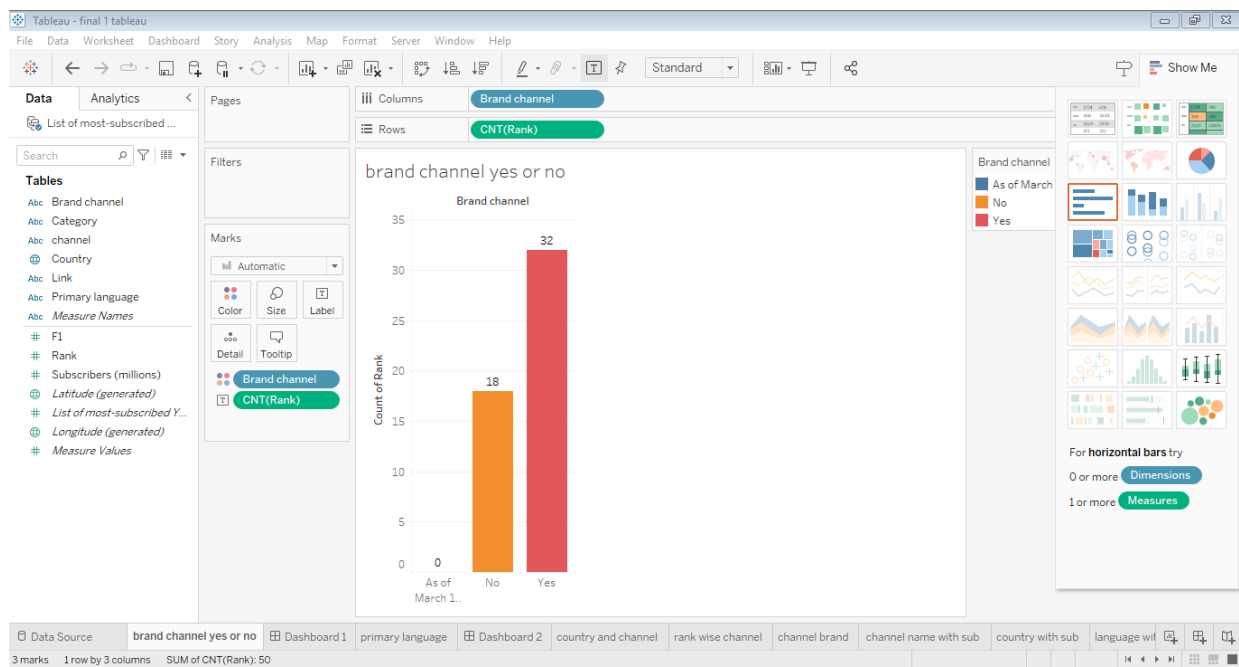 Tableau - final 1 tableau
File Data Worksheet Dashboard Story Analysis Map Format Server Window Help
Standard
Show Me
Data Analytics
List of most-subscribed ...
Search
Tables
Abc Brand channel
Abc Category
Abc channel
Country
Abc Link
Abc Primary language
Abc Measure Names
# F1
# Rank
# Subscribers (millions)
Latitude (generated)
# List of most-subscribed Y...
Longitude (generated)
# Measure Values
Pages
Filters
Marks
Automatic
Color Size Label
Detail Tooltip
Brand channel
CNT(Rank)
Columns Brand channel
Rows CNT(Rank)
brand channel yes or no
Brand channel
Count of Rank
35
30
25
20
15
10
5
0
0
18
32
As of
March 1..
No
Yes
Brand channel
As of March
No
Yes
For horizontal bars try
0 or more Dimensions
1 or more Measures
Data Source brand channel yes or no Dashboard 1 primary language Dashboard 2 country and channel rank wise channel channel brand channel name with sub country with sub language wit
3 marks 1 row by 3 columns SUM of CNT(Rank): 50